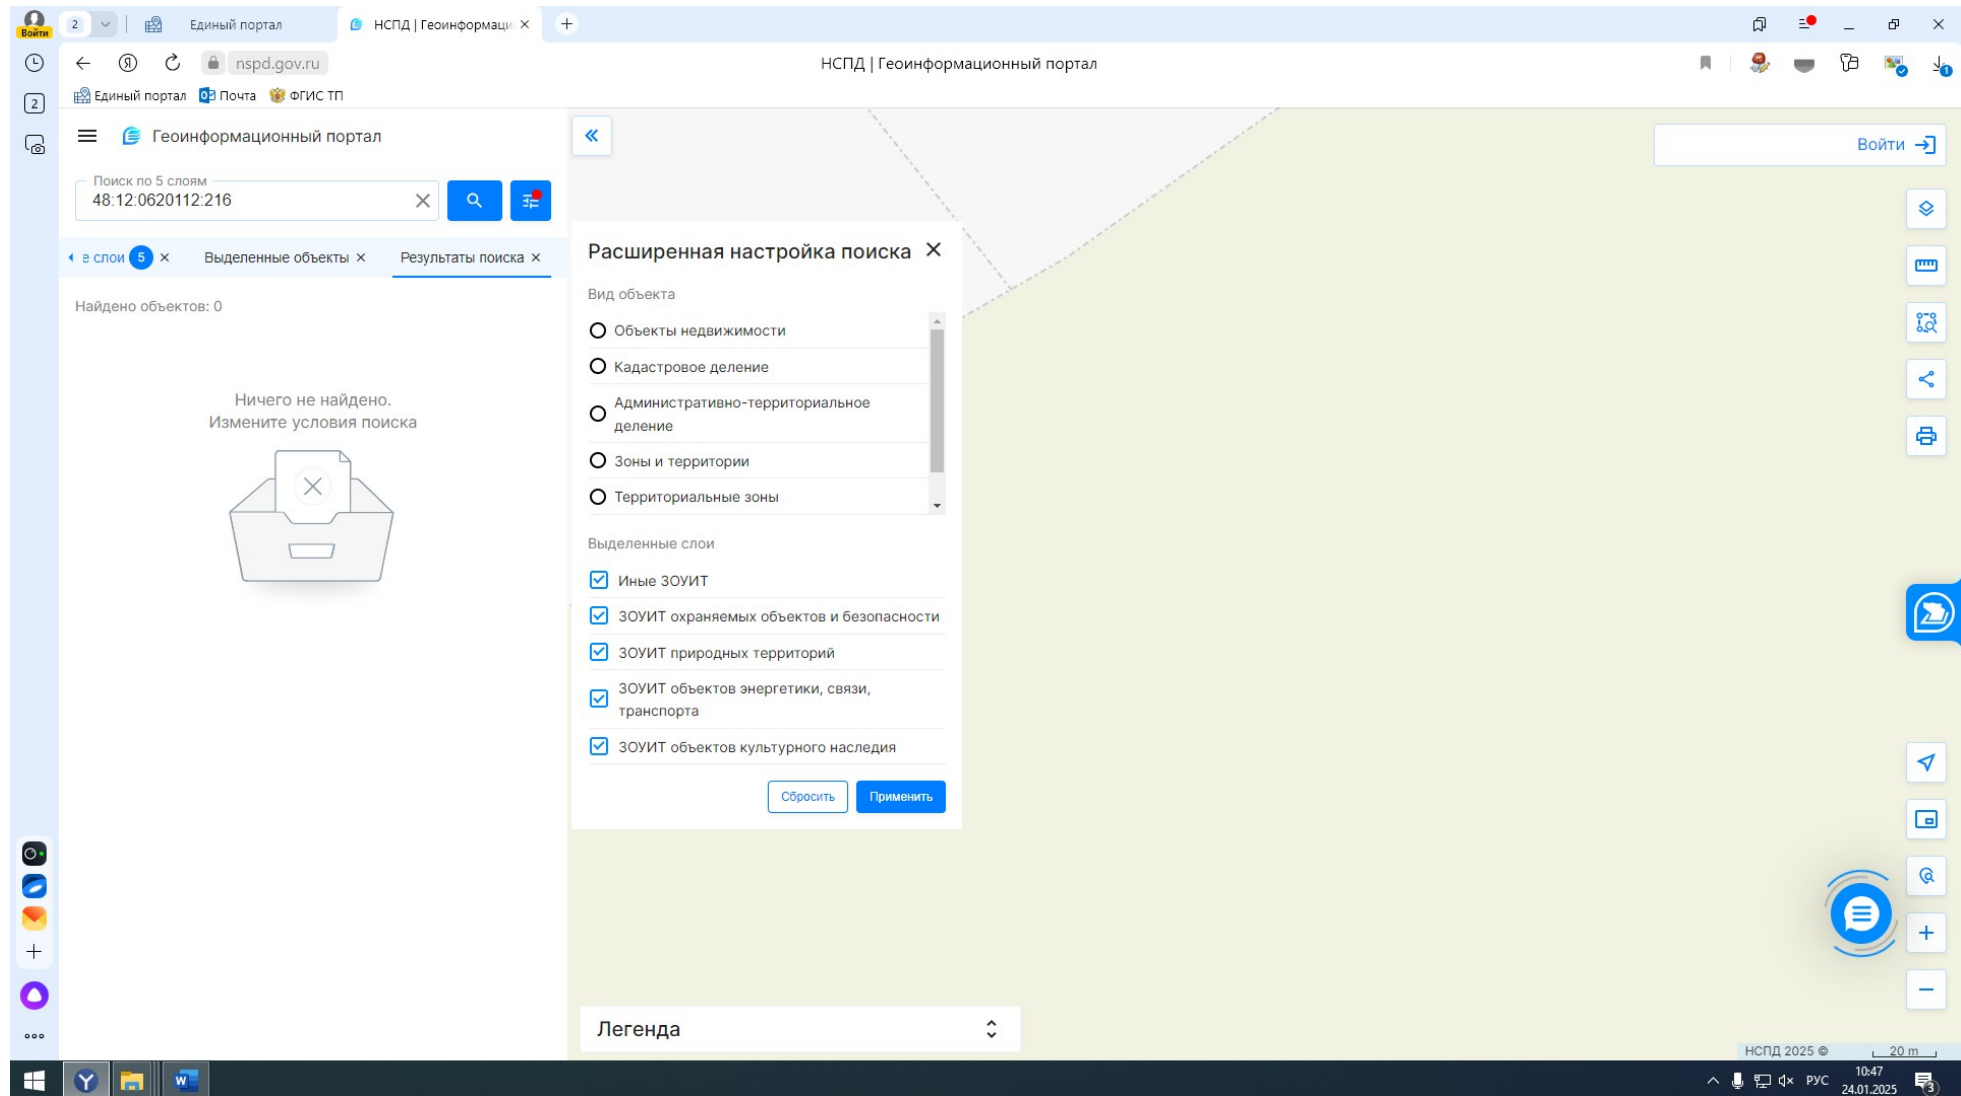 Войти
2
Единый портал
НСПД | Геоинформаци
nspd.gov.ru
НСПД | Геоинформационный портал
1
2
Единый портал
Почта
ФГИС ТП
Геоинформационный портал
Войти
Поиск по 5 слоям
48:12:0620112:216
е слои 5
Выделенные объекты
Результаты поиска
Найдено объектов: 0
Ничего не найдено.
Измените условия поиска
Расширенная настройка поиска
Вид объекта
Объекты недвижимости
Кадастровое деление
Административно-территориальное
деление
Зоны и территории
Территориальные зоны
Выделенные слои
Иные ЗОУИТ
ЗОУИТ охраняемых объектов и безопасности
ЗОУИТ природных территорий
ЗОУИТ объектов энергетики, связи,
транспорта
ЗОУИТ объектов культурного наследия
Сбросить
Применить
Легенда
НСПД 2025 ©
20 m
РУС
10:47
24.01.2025
3